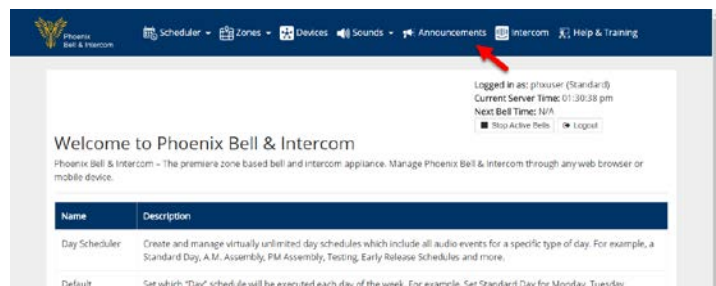 Phoenix
Bell & Intercom
Scheduler
Zones
Devices
Sounds
Announcements
Intercom
Help & Training
Logged in as: phxuser (Standard)
Current Server Time: 01:30:38 pm
Next Bell Time: N/A
Stop Active Bells
Logout
Welcome to Phoenix Bell & Intercom
Phoenix Bell & Intercom – The premiere zone based bell and intercom appliance. Manage Phoenix Bell & Intercom through any web browser or
mobile device.
Name
Description
Day Scheduler
Create and manage virtually unlimited day schedules which include all audio events for a specific type of day. For example, a
Standard Day, A.M. Assembly, PM Assembly, Testing, Early Release Schedules and more.
Default
Set which "Day" schedule will be executed each day of the week. For example, Set Standard Day for Monday, Tuesday,